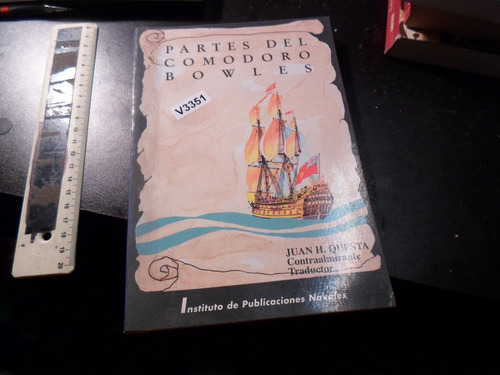 PARTES DEL
COMODORO
BOWLES
V3351
JUAN H. QUESTA
Contraalmirante
Traductor
Instituto de Publicaciones Navales